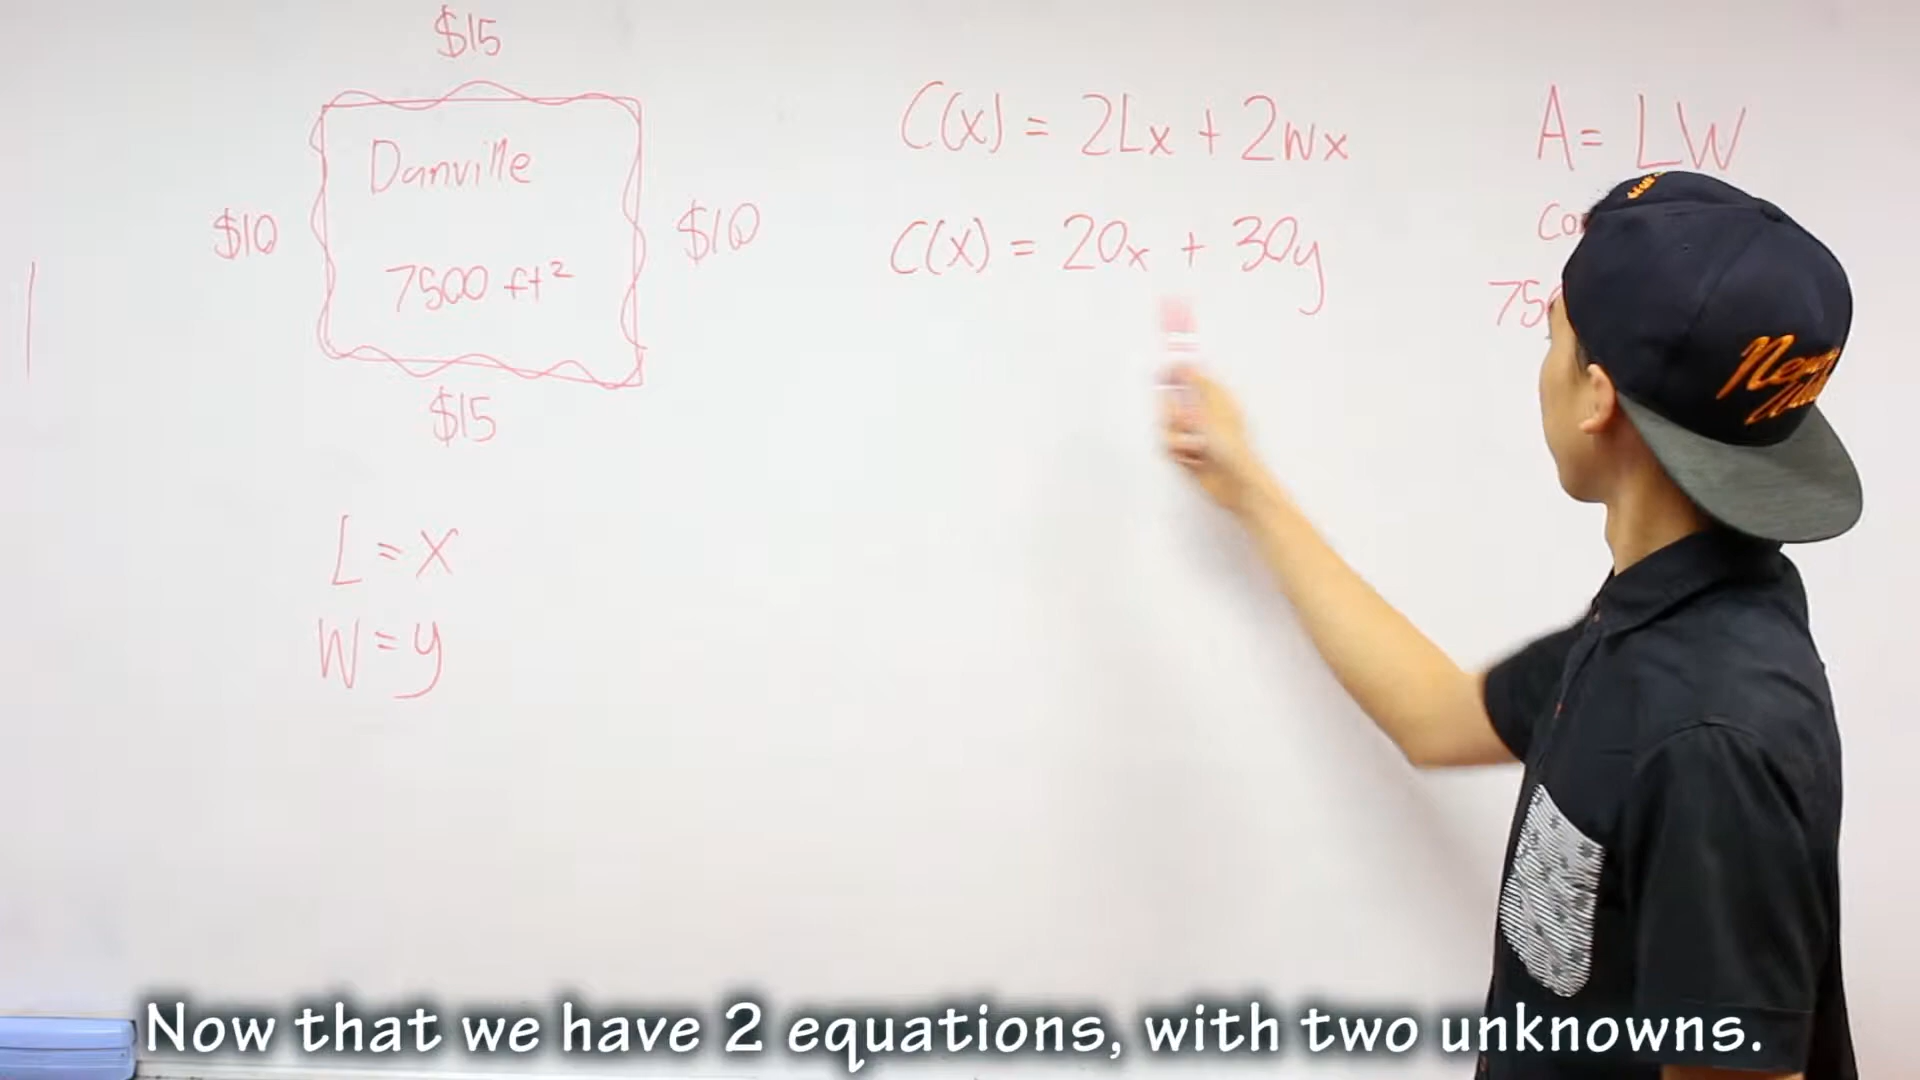 $15
Danville
7500 ft²
$10
$10
$15
L = x
W = y
C(x) = 2Lx + 2wx
C(x) = 20x + 30y
A = LW
Now that we have 2 equations, with two unknowns.